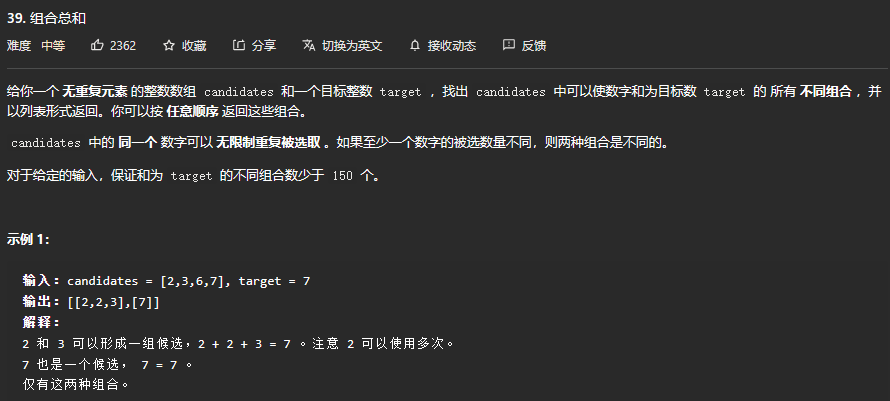 39. 组合总和
难度 中等 2362 收藏 分享 切换为英文 接收动态 反馈
给你一个 无重复元素 的整数数组 candidates 和一个目标整数 target ，找出 candidates 中可以使数字和为目标数 target 的 所有 不同组合 ，并
以列表形式返回。你可以按 任意顺序 返回这些组合。
candidates 中的 同一个 数字可以 无限制重复被选取 。如果至少一个数字的被选数量不同，则两种组合是不同的。
对于给定的输入，保证和为 target 的不同组合数少于 150 个。
示例 1：
输入：candidates = [2,3,6,7], target = 7
输出：[[2,2,3],[7]]
解释：
2 和 3 可以形成一组候选，2 + 2 + 3 = 7 。注意 2 可以使用多次。
7 也是一个候选， 7 = 7 。
仅有这两种组合。